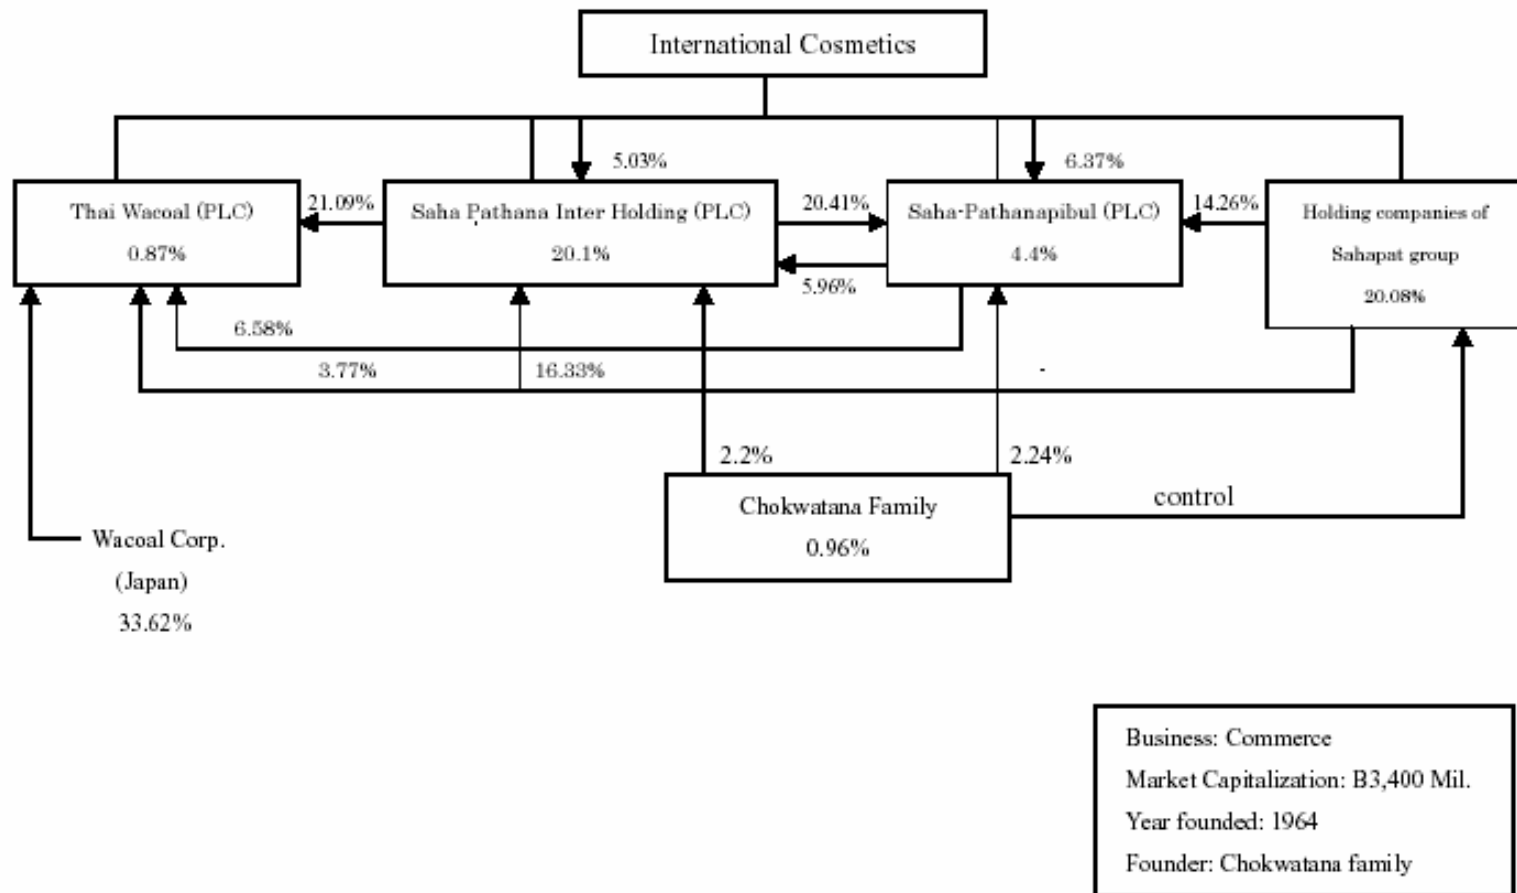 International Cosmetics
5.03%
6.37%
Thai Wacoal (PLC)
0.87%
21.09%
Saha Pathana Inter Holding (PLC)
20.1%
20.41%
5.96%
Saha-Pathanapibul (PLC)
4.4%
14.26%
Holding companies of
Sahapat group
20.08%
6.58%
3.77%
16.33%
-
2.2%
2.24%
Chokwatana Family
0.96%
control
Wacoal Corp.
(Japan)
33.62%
Business: Commerce
Market Capitalization: B3,400 Mil.
Year founded: 1964
Founder: Chokwatana family